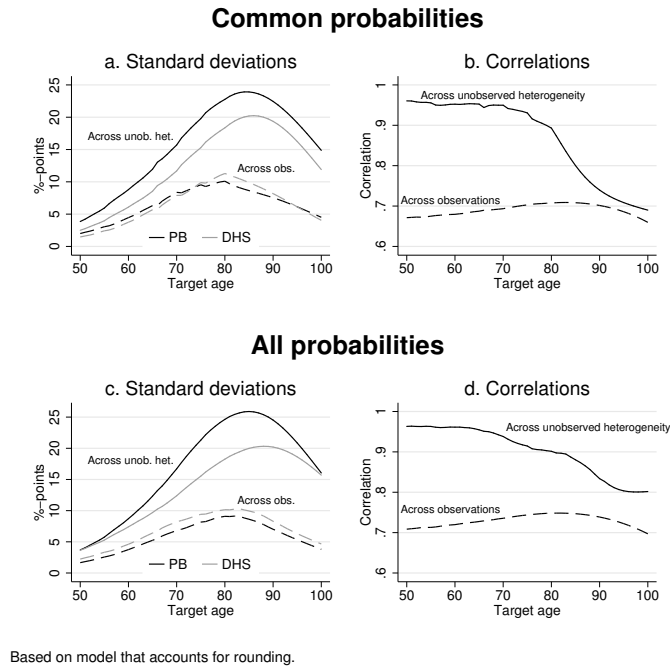 Common probabilities
a. Standard deviations
%−points
0 5 10 15 20 25
Across unob. het.
Across obs.
PB DHS
50 60 70 80 90 100
Target age
b. Correlations
Correlation
.6 .7 .8 .9 1
Across unobserved heterogeneity
Across observations
50 60 70 80 90 100
Target age
All probabilities
c. Standard deviations
%−points
0 5 10 15 20 25
Across unob. het.
Across obs.
PB DHS
50 60 70 80 90 100
Target age
d. Correlations
Correlation
.6 .7 .8 .9 1
Across unobserved heterogeneity
Across observations
50 60 70 80 90 100
Target age
Based on model that accounts for rounding.